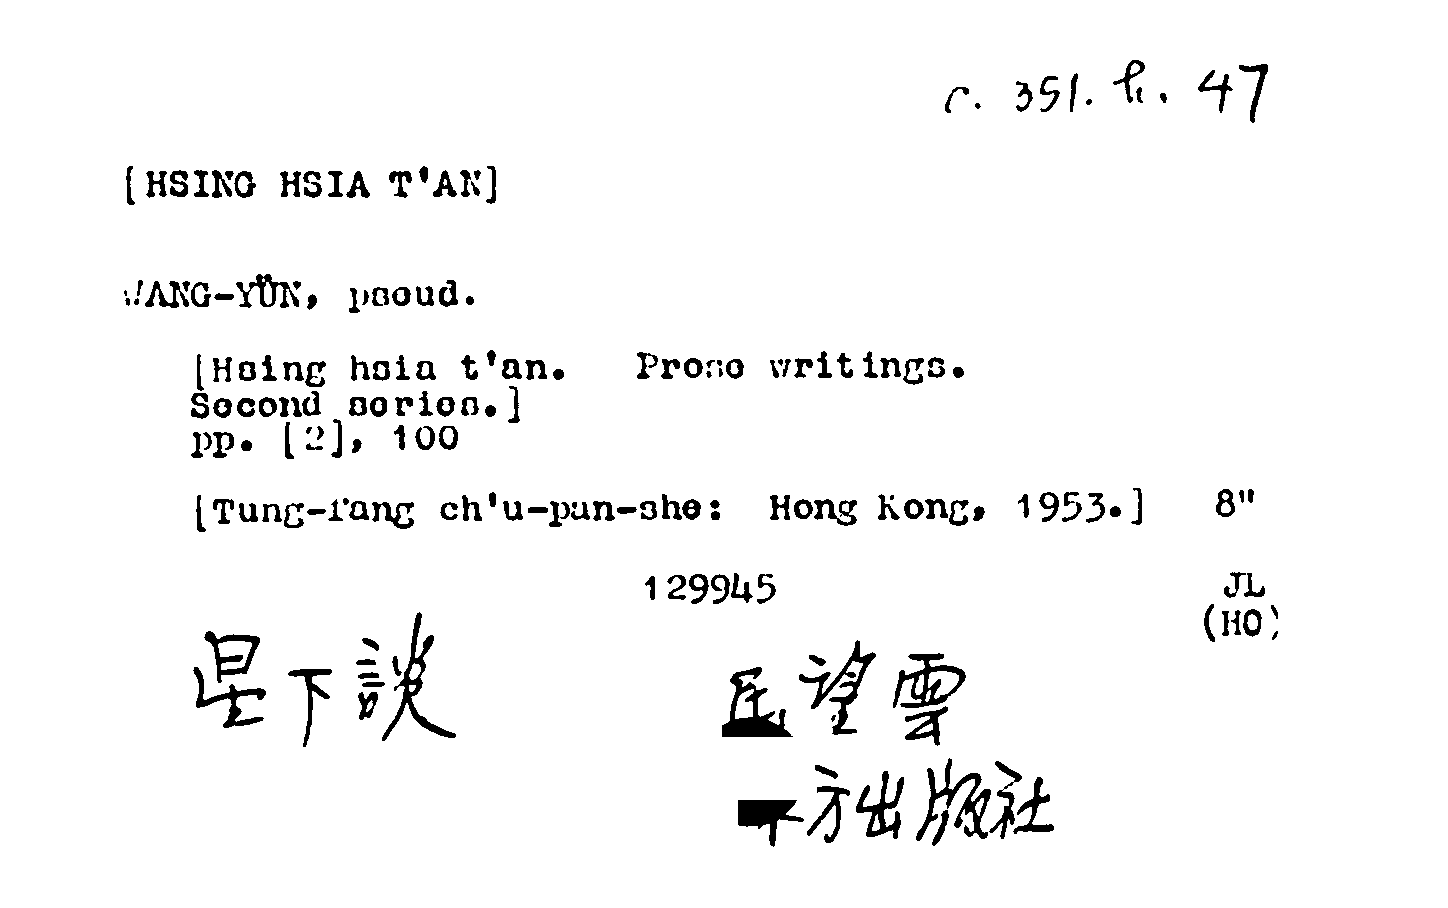 c. 351. h. 47
[HSING HSIA T'AN]
WANG-YÜN, pseud.
[Hsing hsia t'an. Prose writings.
Second series.]
pp. [2], 100
[Tung-fang ch'u-pan-she: Hong Kong, 1953.] 8"
129945 JL
(HO)
星下談 望雲
方出版社